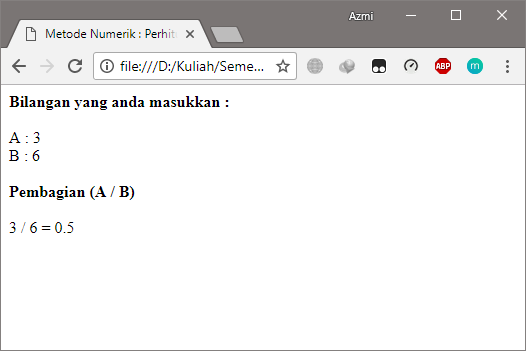 Azmi
Metode Numerik : Perhit
file:///D:/Kuliah/Seme...
ABP
m
Bilangan yang anda masukkan :
A : 3
B : 6
Pembagian (A / B)
3 / 6 = 0.5